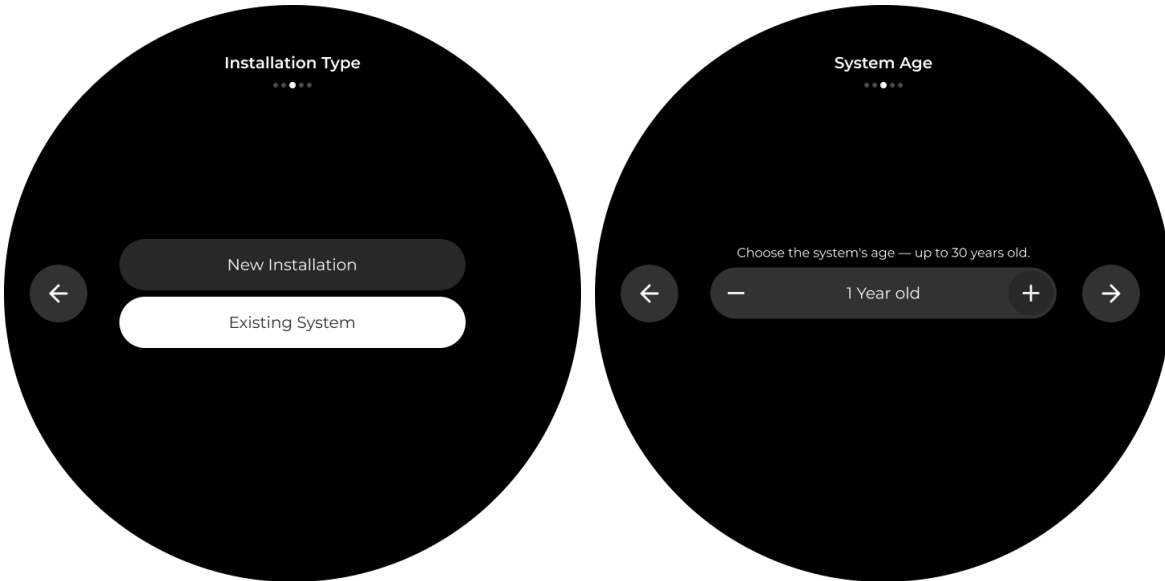 Installation Type
New Installation
Existing System
System Age
Choose the system's age — up to 30 years old.
1 Year old